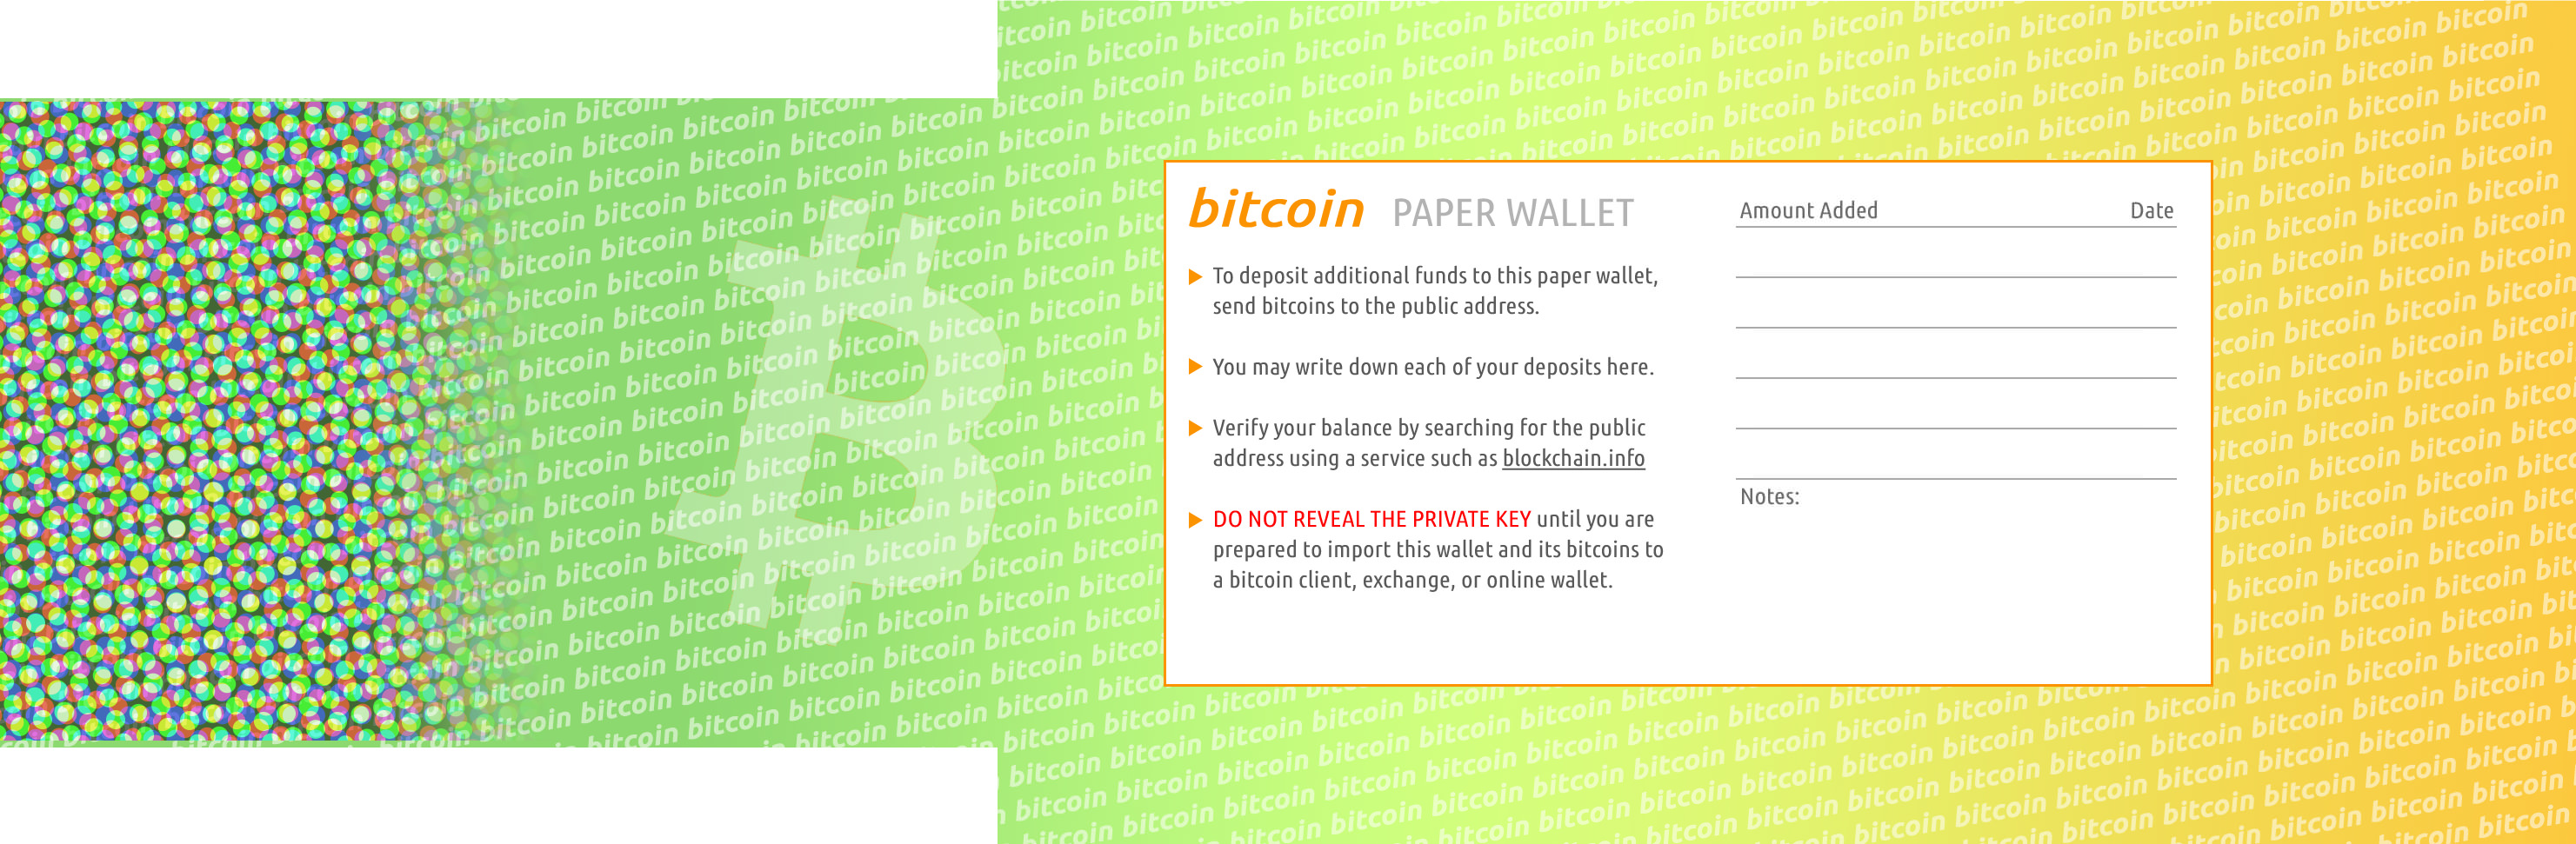 bitcoin PAPER WALLET
To deposit additional funds to this paper wallet,
send bitcoins to the public address.
You may write down each of your deposits here.
Verify your balance by searching for the public
address using a service such as blockchain.info
DO NOT REVEAL THE PRIVATE KEY until you are
prepared to import this wallet and its bitcoins to
a bitcoin client, exchange, or online wallet.
Amount Added Date
Notes: